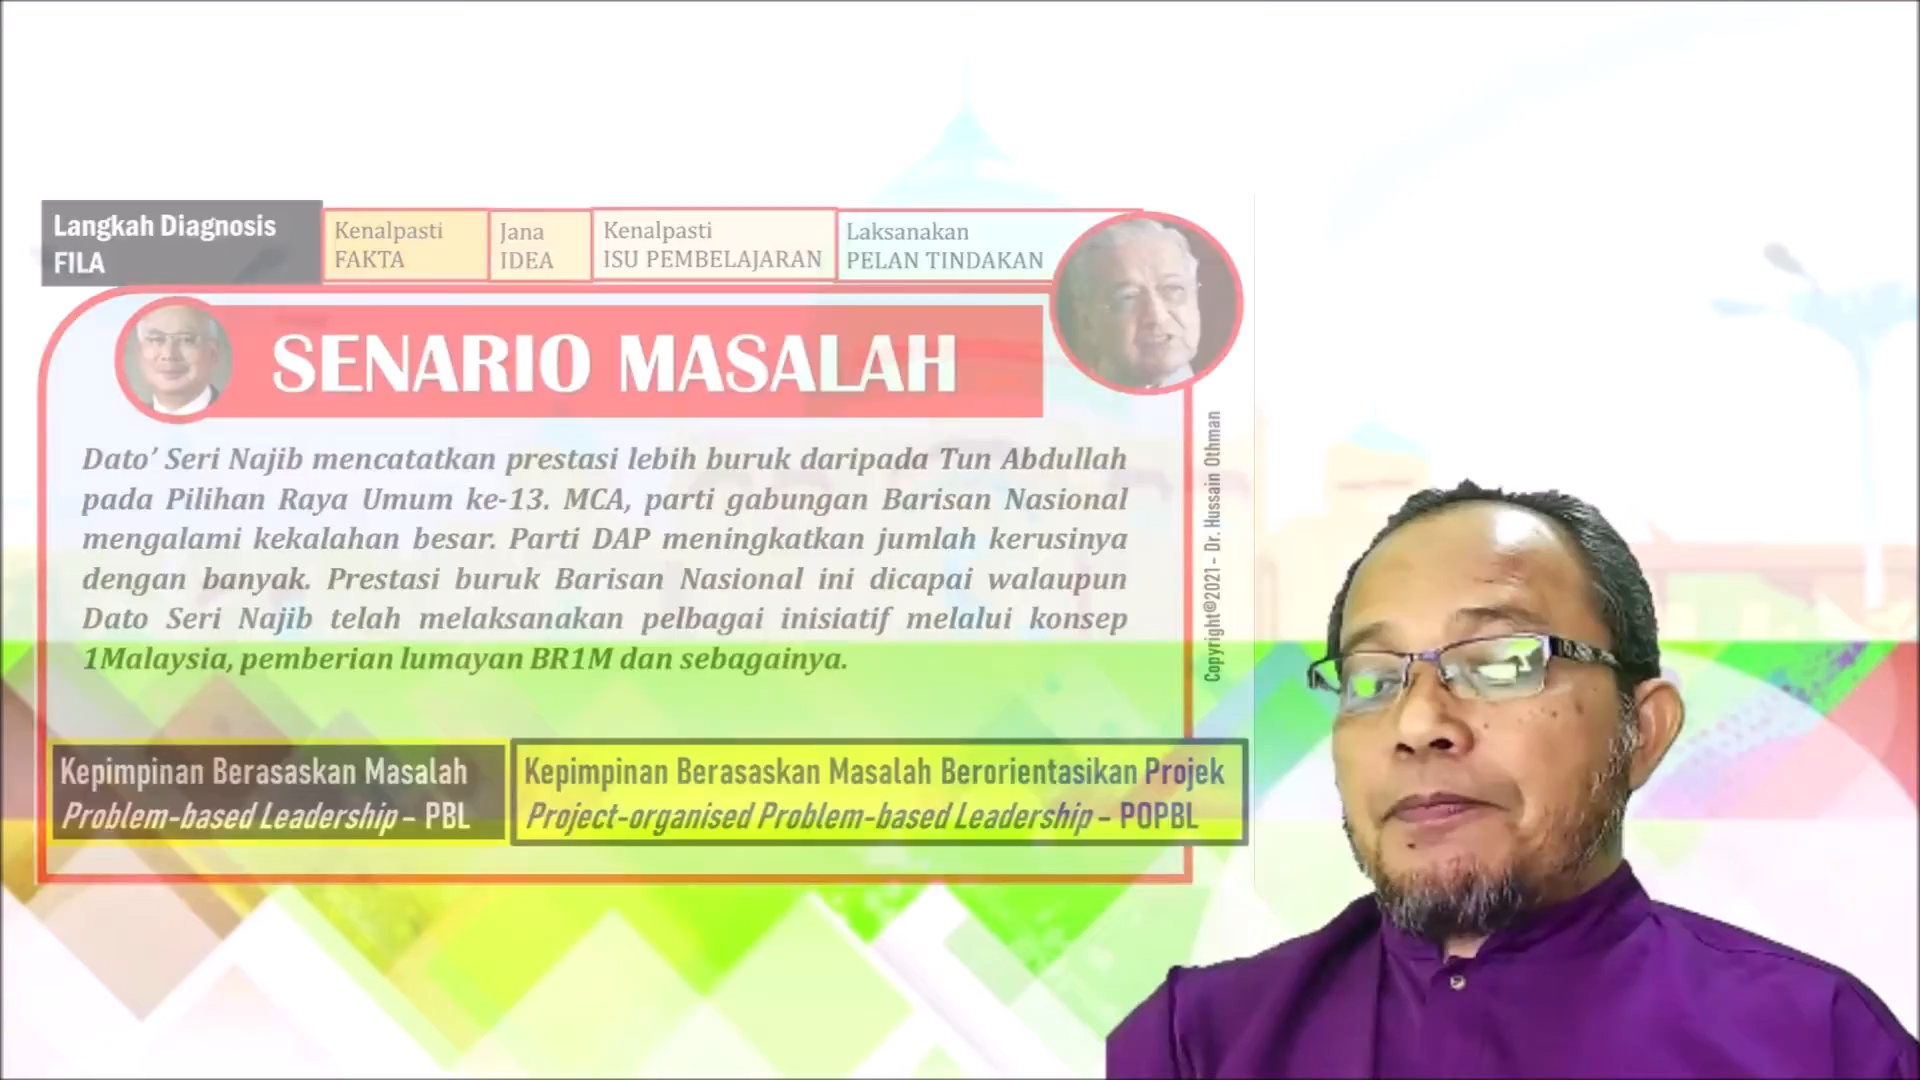 Langkah Diagnosis
FILA
Kenalpasti
FAKTA
Jana
IDEA
Kenalpasti
ISU PEMBELAJARAN
Laksanakan
PELAN TINDAKAN
SENARIO MASALAH
Dato’ Seri Najib mencatatkan prestasi lebih buruk daripada Tun Abdullah
pada Pilihan Raya Umum ke-13. MCA, parti gabungan Barisan Nasional
mengalami kekalahan besar. Parti DAP meningkatkan jumlah kerusinya
dengan banyak. Prestasi buruk Barisan Nasional ini dicapai walaupun
Dato Seri Najib telah melaksanakan pelbagai inisiatif melalui konsep
1Malaysia, pemberian lumayan BR1M dan sebagainya.
Copyright©2021 - Dr. Hussain Othman
Kepimpinan Berasaskan Masalah
Problem-based Leadership - PBL
Kepimpinan Berasaskan Masalah Berorientasikan Projek
Project-organised Problem-based Leadership - POPBL